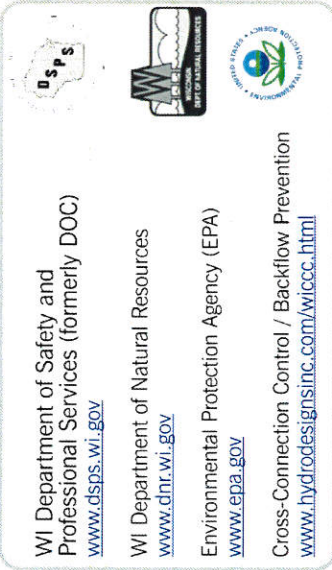 WI Department of Safety and
Professional Services (formerly DOC)
www.dsps.wi.gov
WI Department of Natural Resources
www.dnr.wi.gov
Environmental Protection Agency (EPA)
www.epa.gov
Cross-Connection Control / Backflow Prevention
www.hydrodesignsinc.com/wiccc.html
DSPS
WISCONSIN
DEPT OF NATURAL RESOURCES
UNITED STATES
ENVIRONMENTAL PROTECTION AGENCY